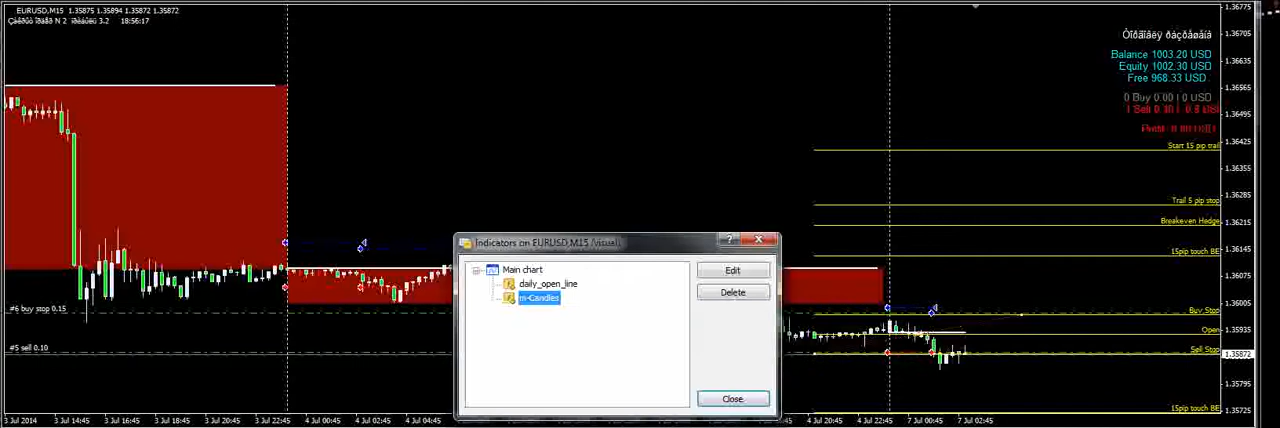 EURUSD,M15 1.35875 1.35894 1.35872 1.35872
N 2 3.2 18:56:17
Balance 1003.20 USD
Equity 1002.30 USD
Free 968.33 USD
0 Buy 0.00 | 0 USD
Sell 0.10
Start 15 pip trail
Trail 5 pip stop
Breakeven Hedge
15pip touch BE
Buy Stop
Open
Sell Stop
15pip touch BE
#6 buy stop 0.15
#5 sell 0.10
Indicators on EURUSD,M15 (visual)
Main chart
daily_open_line
m-Candles
Edit
Delete
Close
1.36775
1.36705
1.36635
1.36565
1.36495
1.36425
1.36355
1.36285
1.36215
1.36145
1.36075
1.36005
1.35935
1.35872
1.35795
1.35725
3 Jul 2014 3 Jul 14:45 3 Jul 16:45 3 Jul 18:45 3 Jul 20:45 3 Jul 22:45 4 Jul 00:45 4 Jul 02:45 4 Jul 04:45 4 Jul 20:45 4 Jul 22:45 7 Jul 00:45 7 Jul 02:45